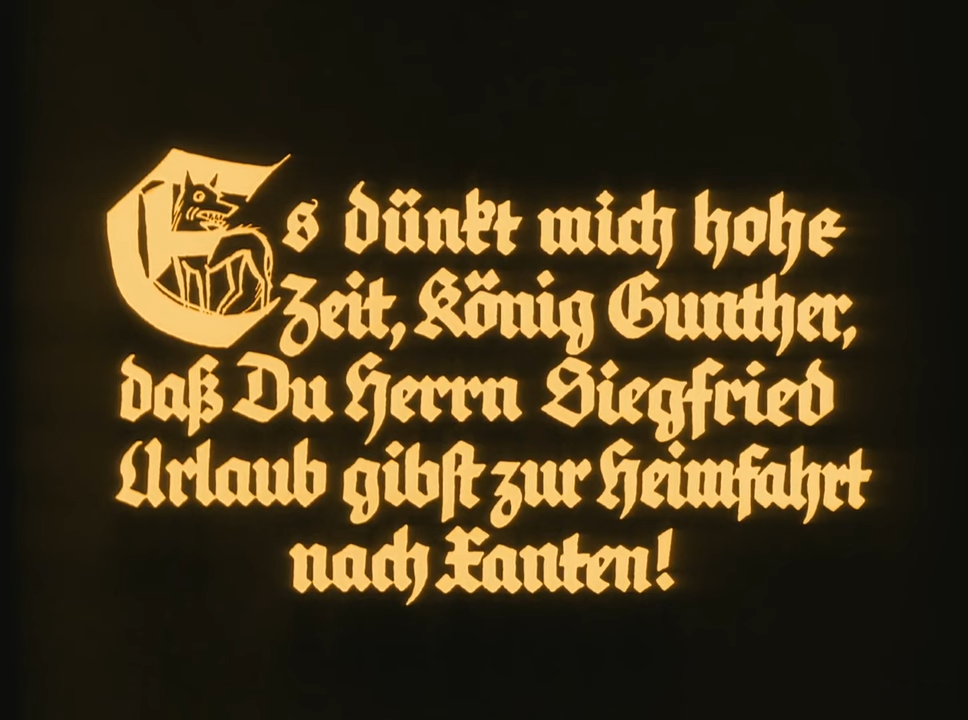 Es dünkt mich hohe
Zeit, König Gunther,
daß Du Herrn Siegfried
Urlaub gibst zur Heimfahrt
nach Xanten!